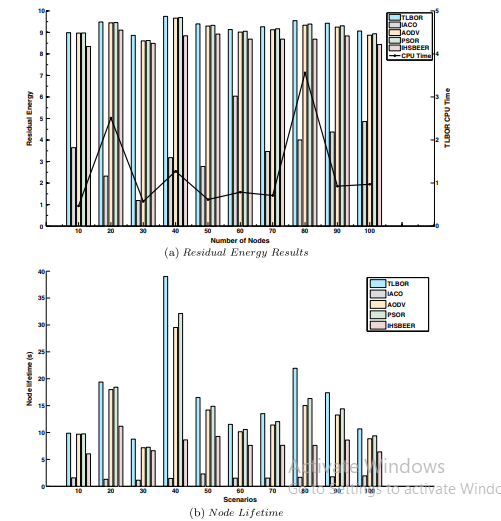 TLBOR
IACO
AODV
PSOR
IHSBEER
CPU Time
10
9
8
7
6
5
4
3
2
1
0
5
4
3
2
1
0
Residual Energy
TLBOR CPU Time
10 20 30 40 50 60 70 80 90 100
Number of Nodes
(a) Residual Energy Results
40
35
30
25
20
15
10
5
0
Node lifetime (s)
TLBOR
IACO
AODV
PSOR
IHSBEER
10 20 30 40 50 60 70 80 90 100
Scenarios
(b) Node Lifetime
Activate Windows
Go to Settings to activate Windc